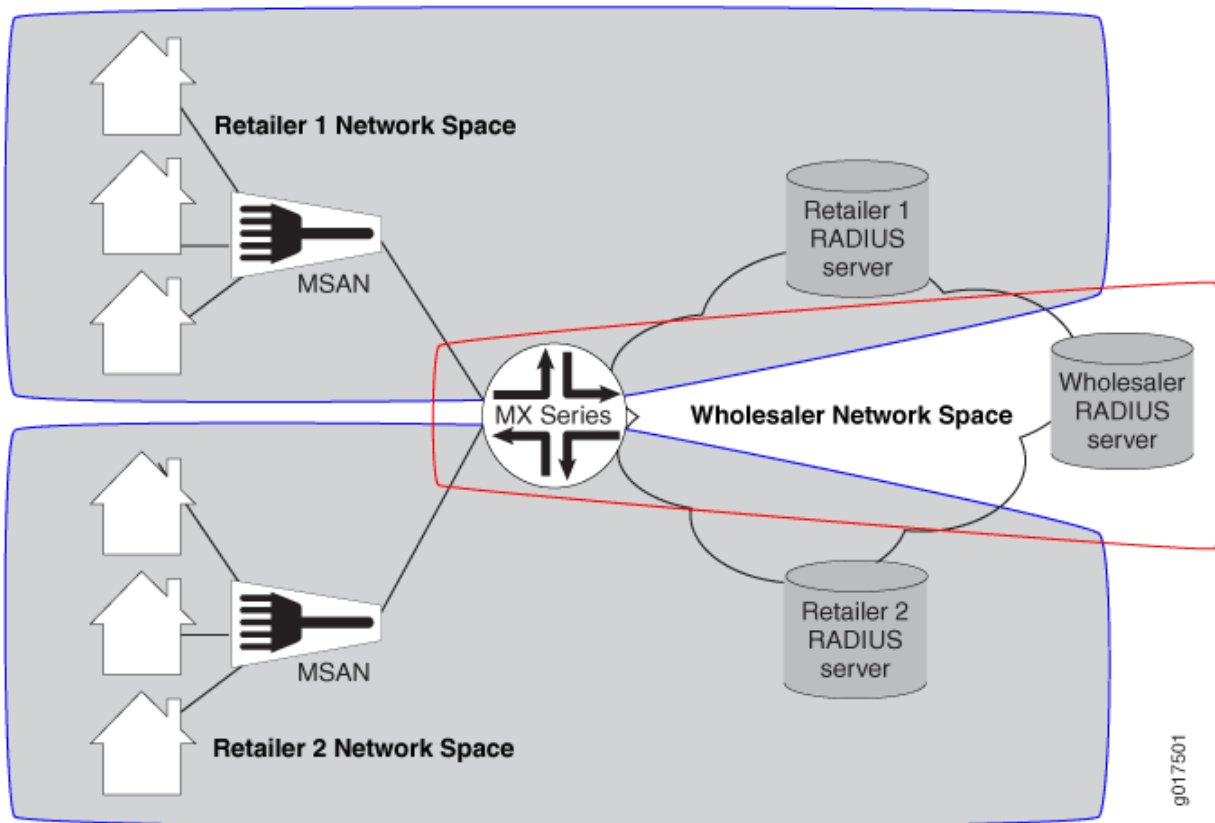 Retailer 1 Network Space
MSAN
Retailer 1
RADIUS
server
MX Series
Wholesaler Network Space
Wholesaler
RADIUS
server
MSAN
Retailer 2
RADIUS
server
Retailer 2 Network Space
g017501